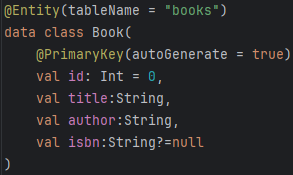 @Entity(tableName = "books")
data class Book(
    @PrimaryKey(autoGenerate = true)
    val id: Int = 0,
    val title:String,
    val author:String,
    val isbn:String?=null
)